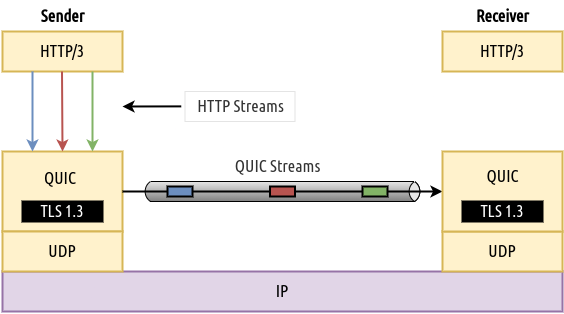 Sender
Receiver
HTTP/3
HTTP/3
HTTP Streams
QUIC Streams
QUIC
QUIC
TLS 1.3
TLS 1.3
UDP
UDP
IP